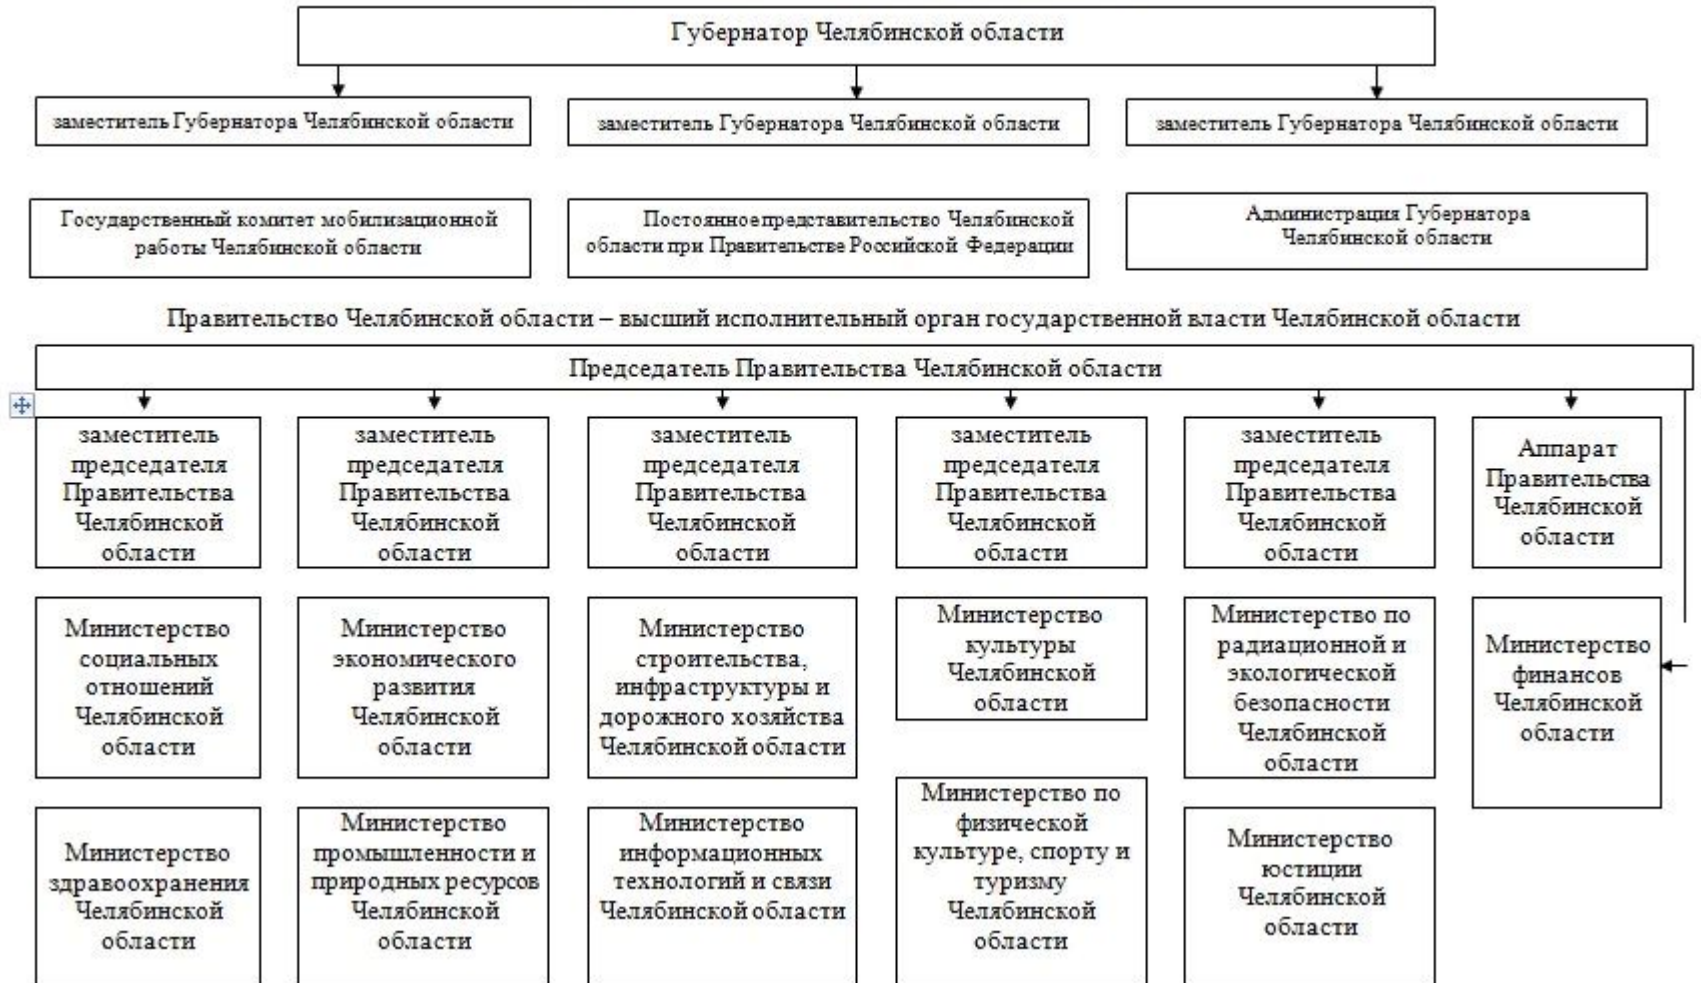 Губернатор Челябинской области
заместитель Губернатора Челябинской области
заместитель Губернатора Челябинской области
заместитель Губернатора Челябинской области
Государственный комитет мобилизационной
работы Челябинской области
Постоянное представительство Челябинской
области при Правительстве Российской Федерации
Администрация Губернатора
Челябинской области
Правительство Челябинской области – высший исполнительный орган государственной власти Челябинской области
Председатель Правительства Челябинской области
заместитель
председателя
Правительства
Челябинской
области
заместитель
председателя
Правительства
Челябинской
области
заместитель
председателя
Правительства
Челябинской
области
заместитель
председателя
Правительства
Челябинской
области
заместитель
председателя
Правительства
Челябинской
области
Аппарат
Правительства
Челябинской
области
Министерство
социальных
отношений
Челябинской
области
Министерство
экономического
развития
Челябинской
области
Министерство
строительства,
инфраструктуры и
дорожного хозяйства
Челябинской области
Министерство
культуры
Челябинской
области
Министерство по
радиационной и
экологической
безопасности
Челябинской
области
Министерство
финансов
Челябинской
области
Министерство
здравоохранения
Челябинской
области
Министерство
промышленности и
природных ресурсов
Челябинской
области
Министерство
информационных
технологий и связи
Челябинской области
Министерство по
физической
культуре, спорту и
туризму
Челябинской
области
Министерство
юстиции
Челябинской
области